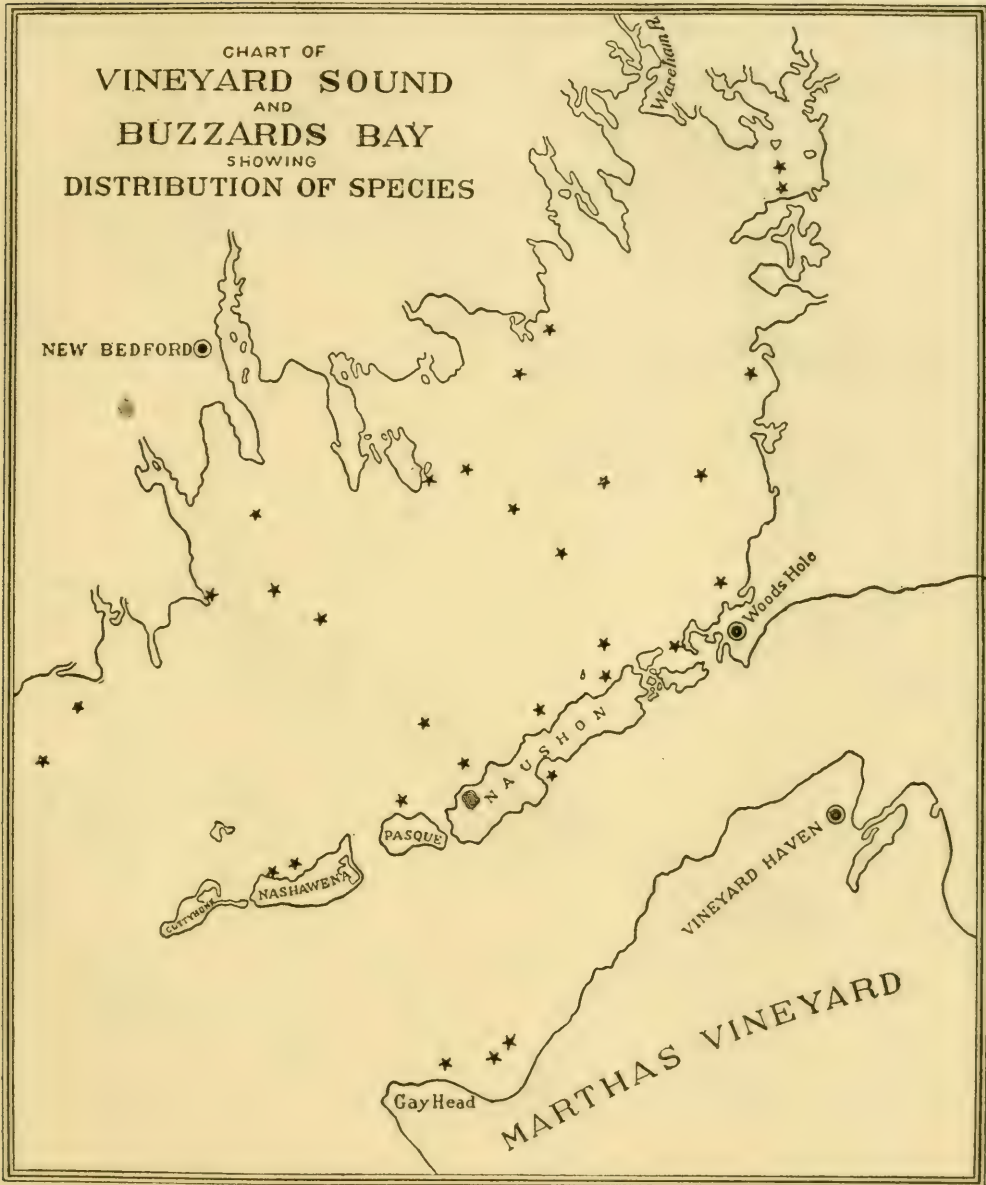 CHART OF
VINEYARD SOUND
AND
BUZZARDS BAY
SHOWING
DISTRIBUTION OF SPECIES
Wareham R.
NEW BEDFORD
Woods Hole
NAUSHON
PASQUE
NASHAWENA
CUTTYHUNK
VINEYARD HAVEN
MARTHAS VINEYARD
Gay Head